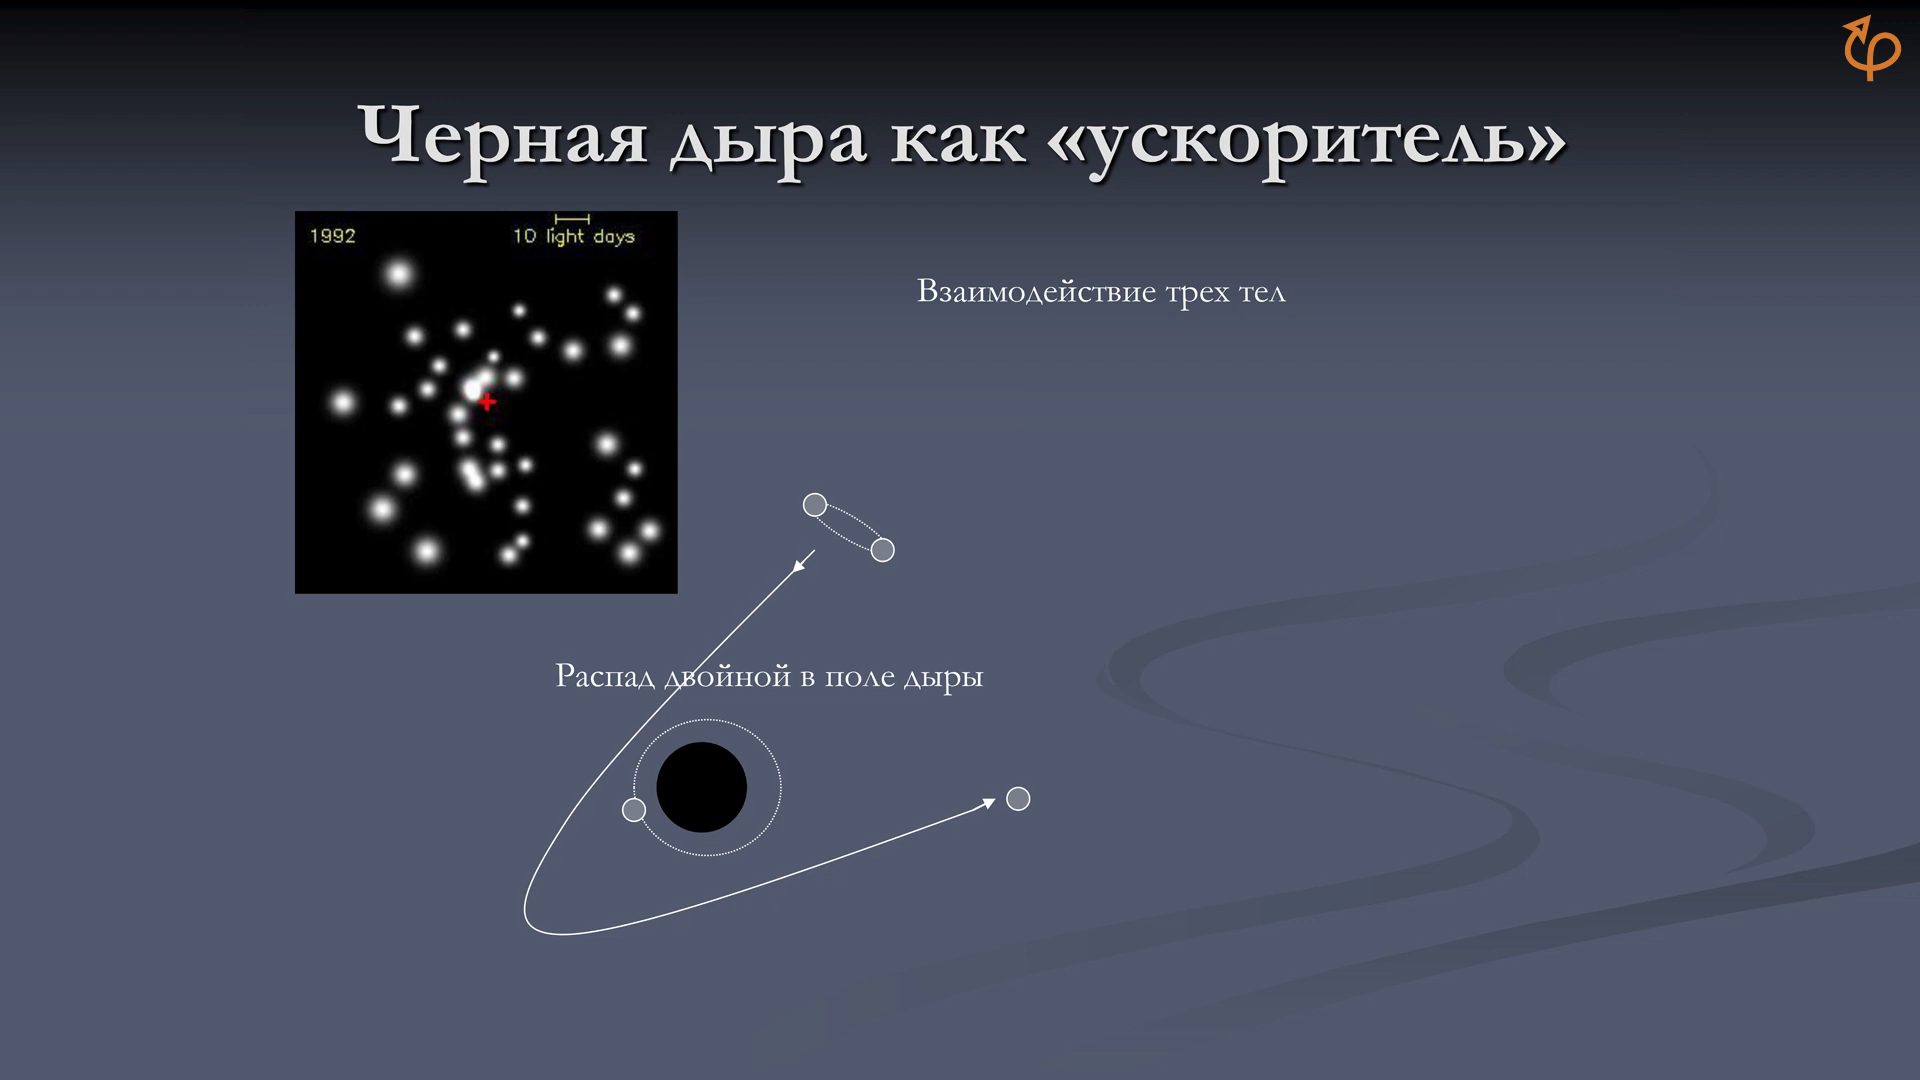 Черная дыра как «ускоритель»
1992
10 light days
Взаимодействие трех тел
Распад двойной в поле дыры